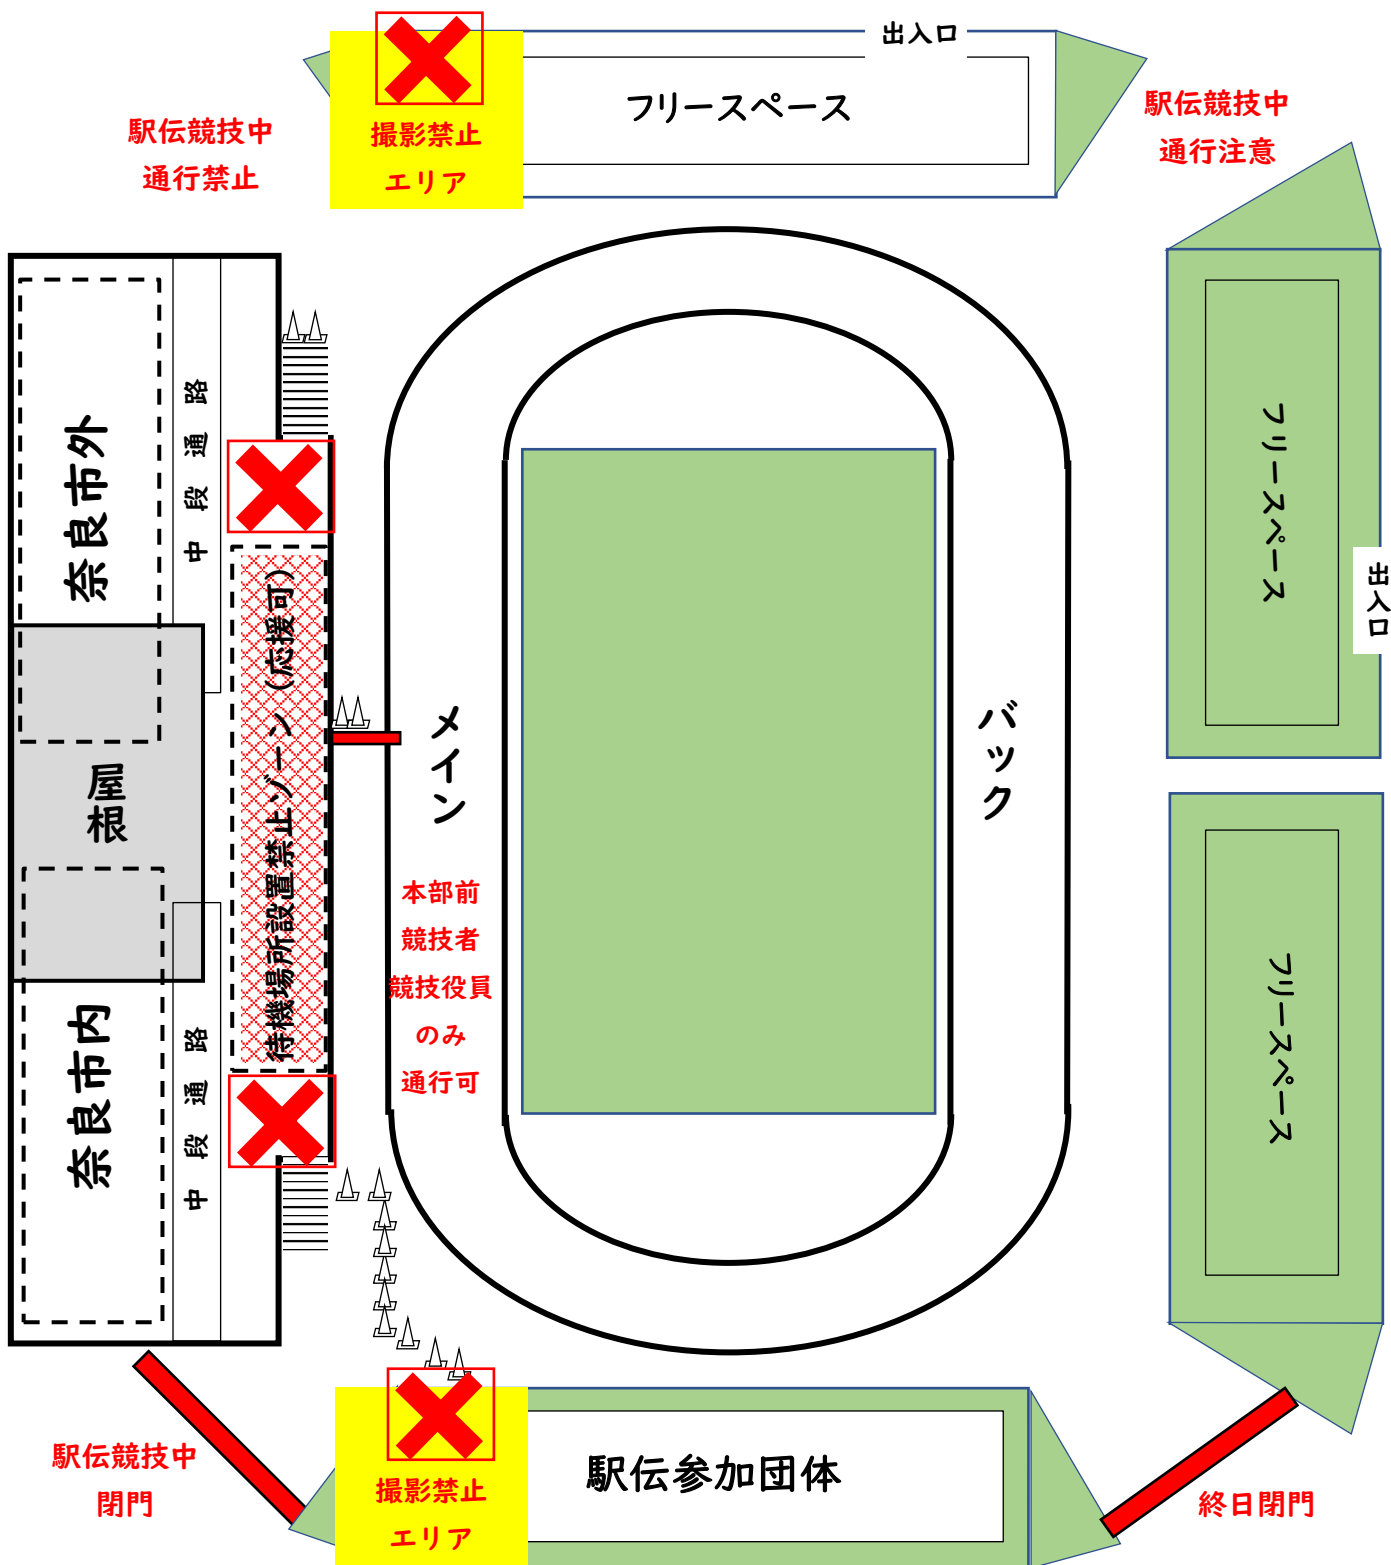 出入口
フリースペース
撮影禁止
エリア
駅伝競技中
通行禁止
駅伝競技中
通行注意
奈良市外
中段通路
屋根
奈良市内
中段通路
待機場所設置禁止ゾーン（応援可）
メイン
バック
本部前
競技者
競技役員
のみ
通行可
フリースペース
出入口
フリースペース
駅伝競技中
閉門
撮影禁止
エリア
駅伝参加団体
終日閉門